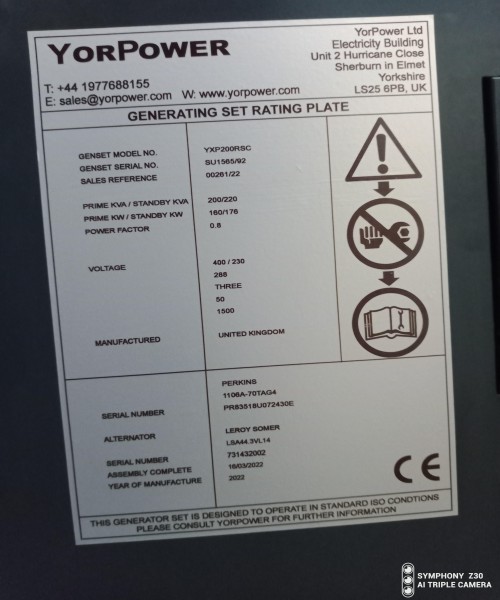 YORPOWER
T: +44 1977688155
E: sales@yorpower.com W: www.yorpower.com
YorPower Ltd
Electricity Building
Unit 2 Hurricane Close
Sherburn in Elmet
Yorkshire
LS25 6PB, UK
GENERATING SET RATING PLATE
GENSET MODEL NO. YXP200RSC
GENSET SERIAL NO. SU1565/92
SALES REFERENCE 00261/22
PRIME KVA / STANDBY KVA 200/220
PRIME KW / STANDBY KW 160/176
POWER FACTOR 0.8
VOLTAGE 400 / 230
288
THREE
50
1500
MANUFACTURED UNITED KINGDOM
PERKINS
1106A-70TAG4
SERIAL NUMBER PR83518U072430E
ALTERNATOR LEROY SOMER
LSA44.3VL14
SERIAL NUMBER 731432002
ASSEMBLY COMPLETE 16/03/2022
YEAR OF MANUFACTURE 2022
CE
THIS GENERATOR SET IS DESIGNED TO OPERATE IN STANDARD ISO CONDTIONS
PLEASE CONSULT YORPOWER FOR FURTHER INFORMATION
SYMPHONY Z30
AI TRIPLE CAMERA